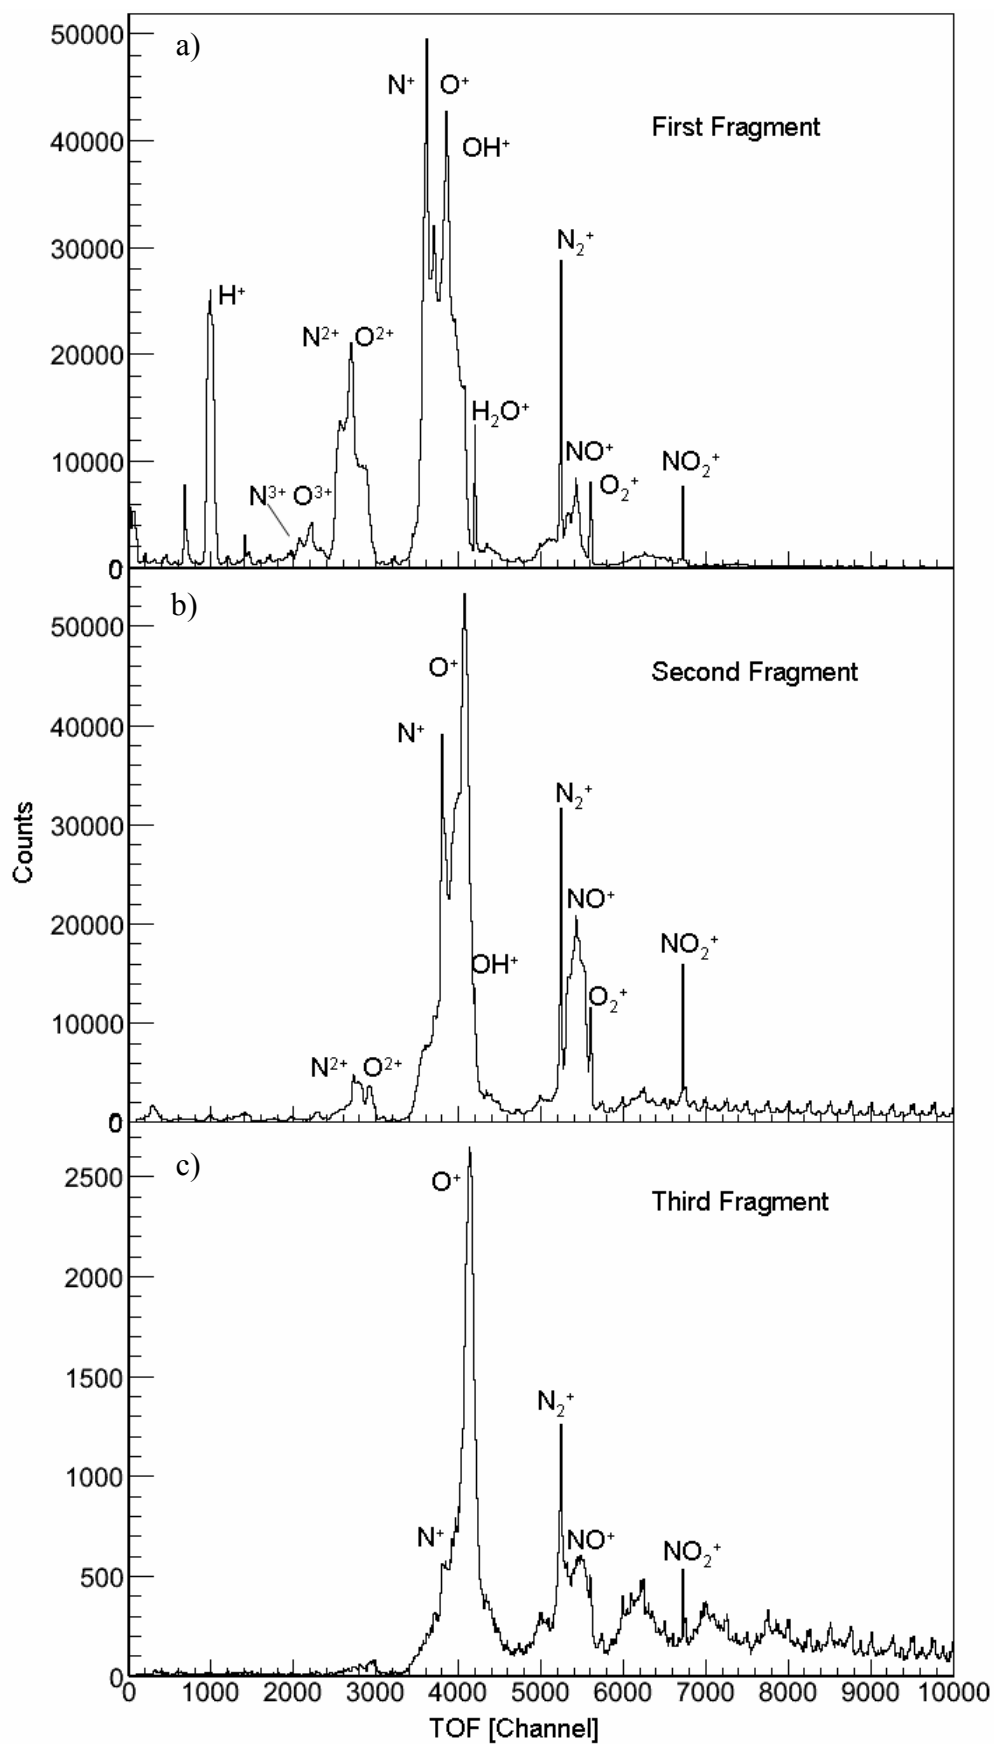 a)
First Fragment
50000
40000
30000
20000
10000
0
N⁺
O⁺
OH⁺
N₂⁺
H⁺
N²⁺ O²⁺
H₂O⁺
NO⁺
NO₂⁺
N³⁺ O³⁺
O₂⁺
b)
Second Fragment
50000
40000
30000
20000
10000
0
O⁺
N⁺
N₂⁺
NO⁺
NO₂⁺
OH⁺
O₂⁺
N²⁺ O²⁺
Counts
c)
Third Fragment
2500
2000
1500
1000
500
0
O⁺
N₂⁺
N⁺
NO⁺
NO₂⁺
0 1000 2000 3000 4000 5000 6000 7000 8000 9000 10000
TOF [Channel]